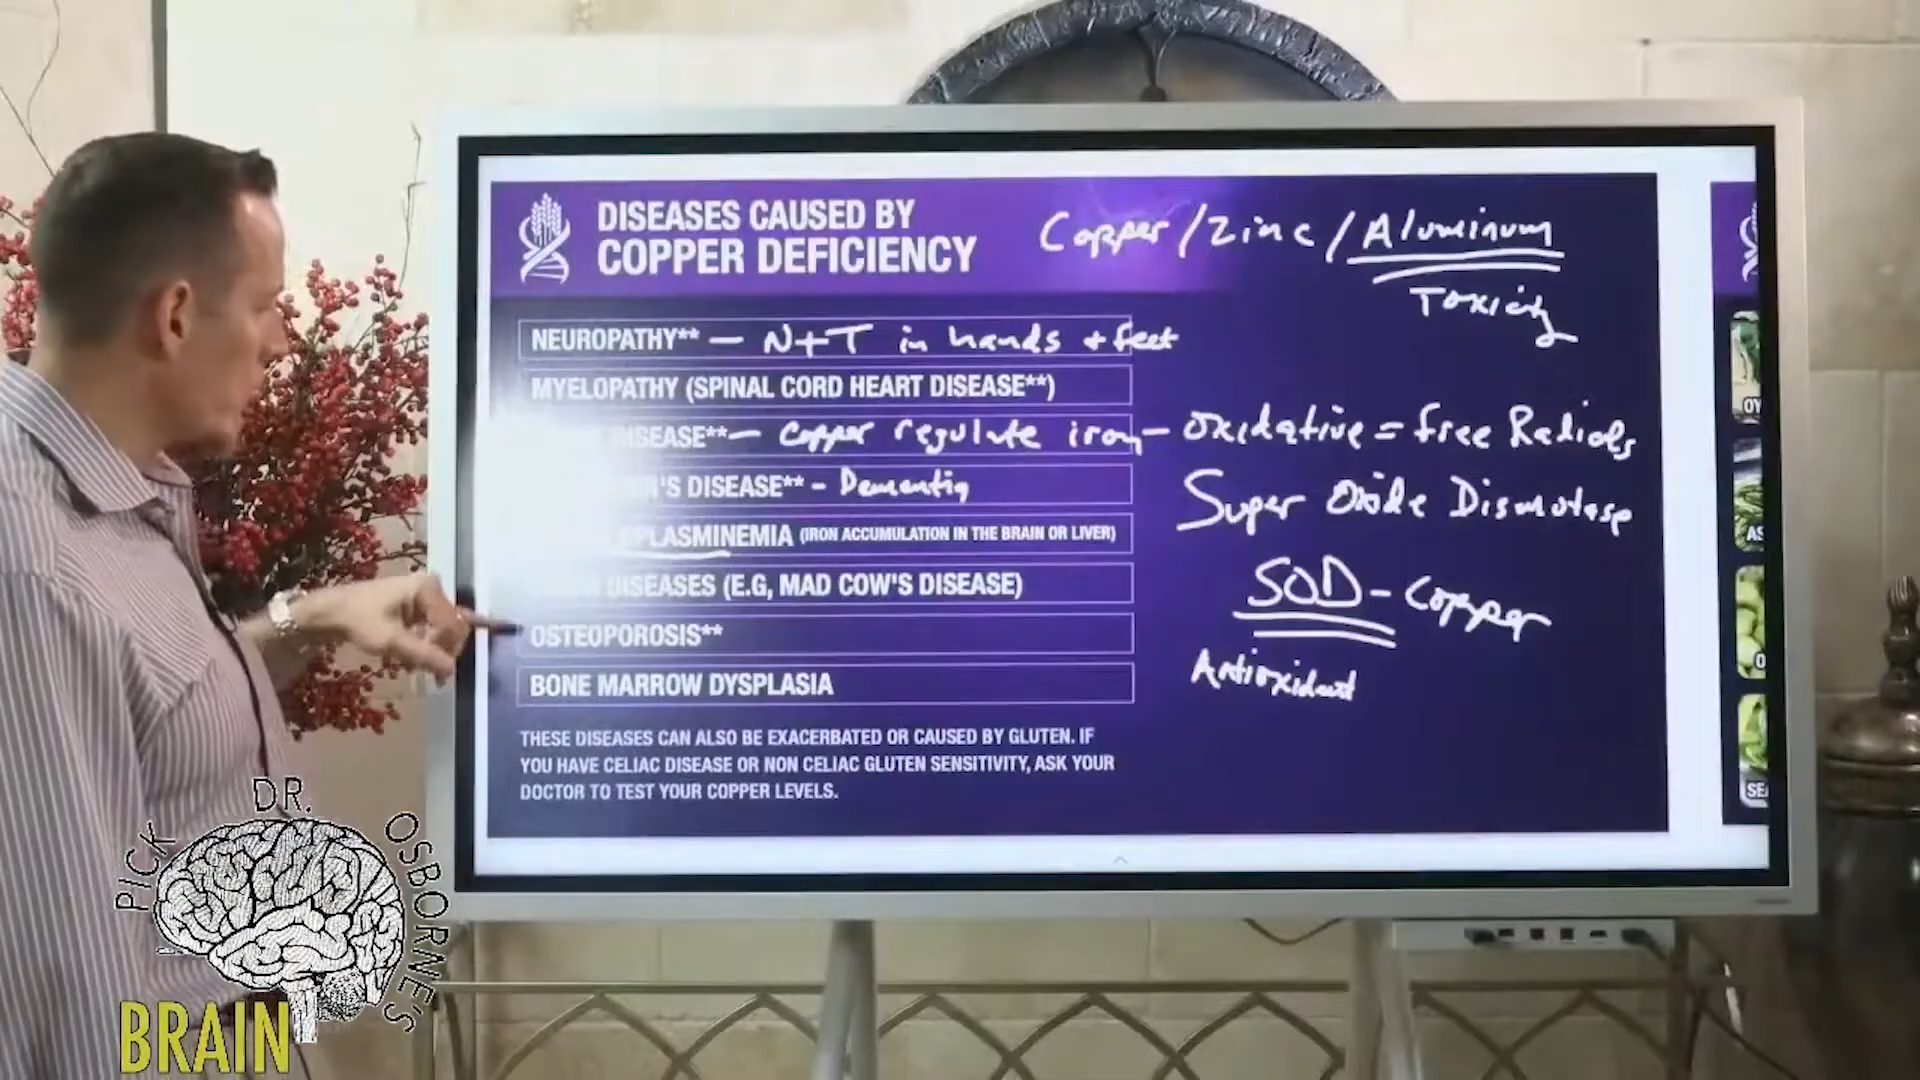 DISEASES CAUSED BY
COPPER DEFICIENCY
Copper/Zinc/Aluminum
Toxicity
NEUROPATHY** — N+T in hands + feet
MYELOPATHY (SPINAL CORD HEART DISEASE**)
DISEASE** — Copper regulate iron — oxidative = free Radicals
R'S DISEASE** - Dementia
Super Oxide Dismutase
PLASMINEMIA (IRON ACCUMULATION IN THE BRAIN OR LIVER)
DISEASES (E.G, MAD COW'S DISEASE)
SOD - Copper
OSTEOPOROSIS**
Antioxidant
BONE MARROW DYSPLASIA
THESE DISEASES CAN ALSO BE EXACERBATED OR CAUSED BY GLUTEN. IF
YOU HAVE CELIAC DISEASE OR NON CELIAC GLUTEN SENSITIVITY, ASK YOUR
DOCTOR TO TEST YOUR COPPER LEVELS.
OY
AS
O
SE
PICK DR. OSBORNE'S
BRAIN